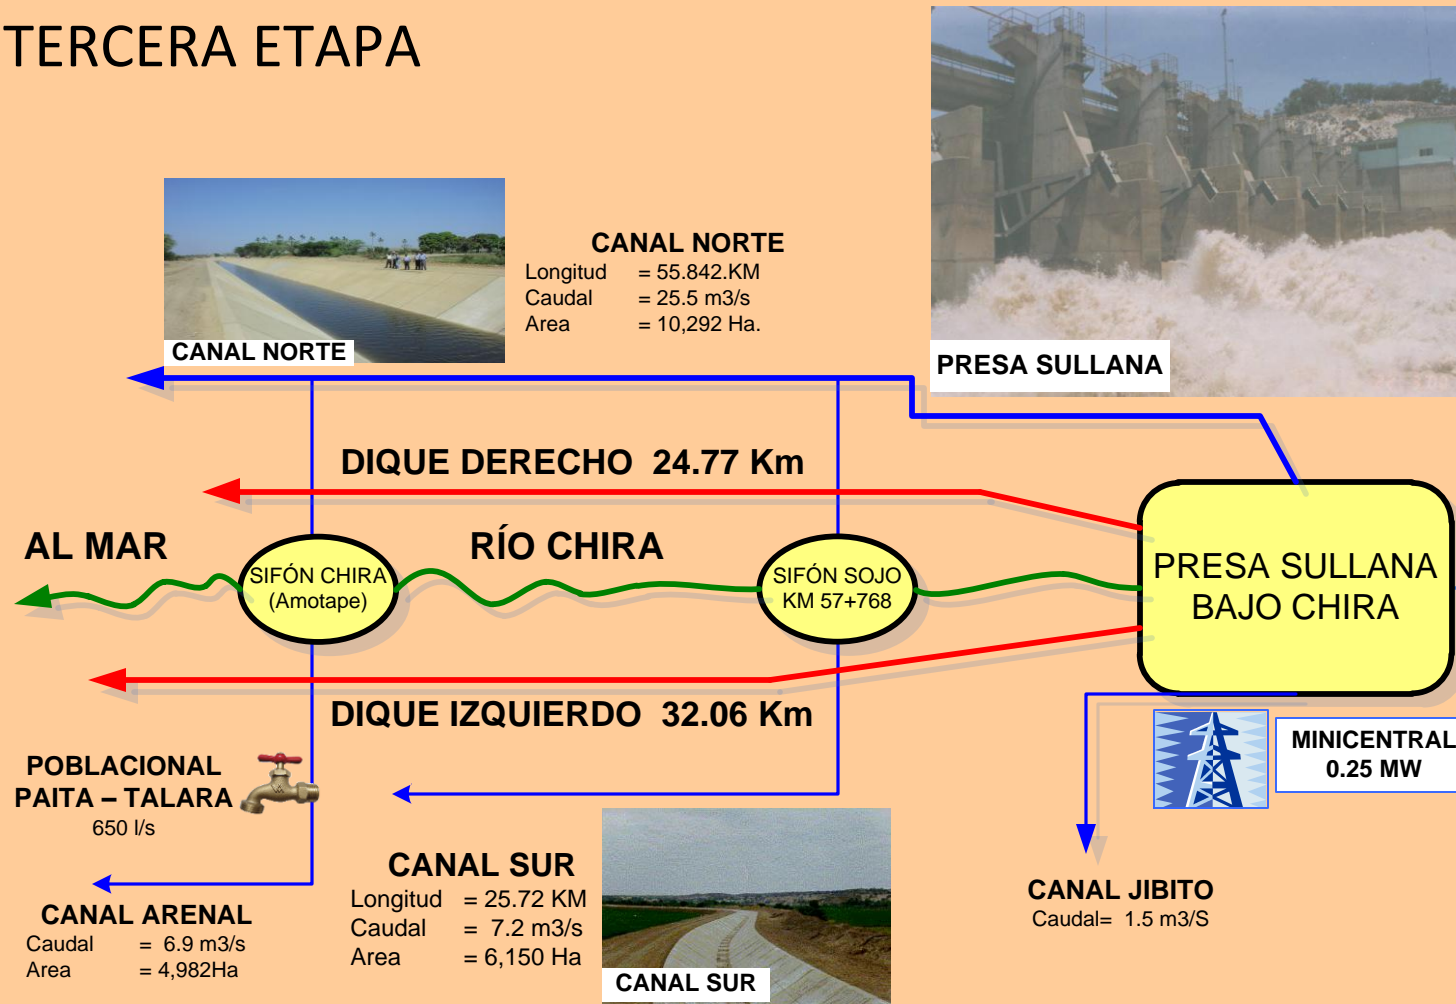 TERCERA ETAPA
CANAL NORTE
Longitud = 55.842.KM
Caudal = 25.5 m3/s
Area = 10,292 Ha.
CANAL NORTE
PRESA SULLANA
DIQUE DERECHO 24.77 Km
AL MAR
RÍO CHIRA
SIFÓN CHIRA
(Amotape)
SIFÓN SOJO
KM 57+768
PRESA SULLANA
BAJO CHIRA
DIQUE IZQUIERDO 32.06 Km
POBLACIONAL
PAITA – TALARA
650 l/s
MINICENTRAL
0.25 MW
CANAL SUR
Longitud = 25.72 KM
Caudal = 7.2 m3/s
Area = 6,150 Ha
CANAL SUR
CANAL ARENAL
Caudal = 6.9 m3/s
Area = 4,982Ha
CANAL JIBITO
Caudal= 1.5 m3/S